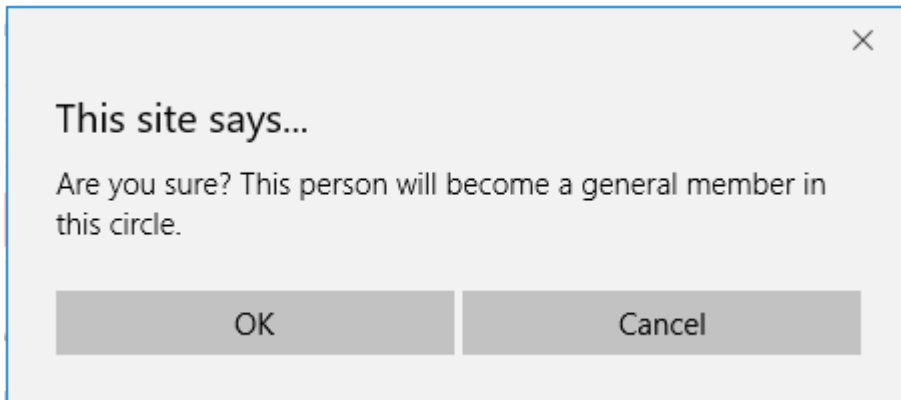 This site says...
Are you sure? This person will become a general member in
this circle.
OK
Cancel